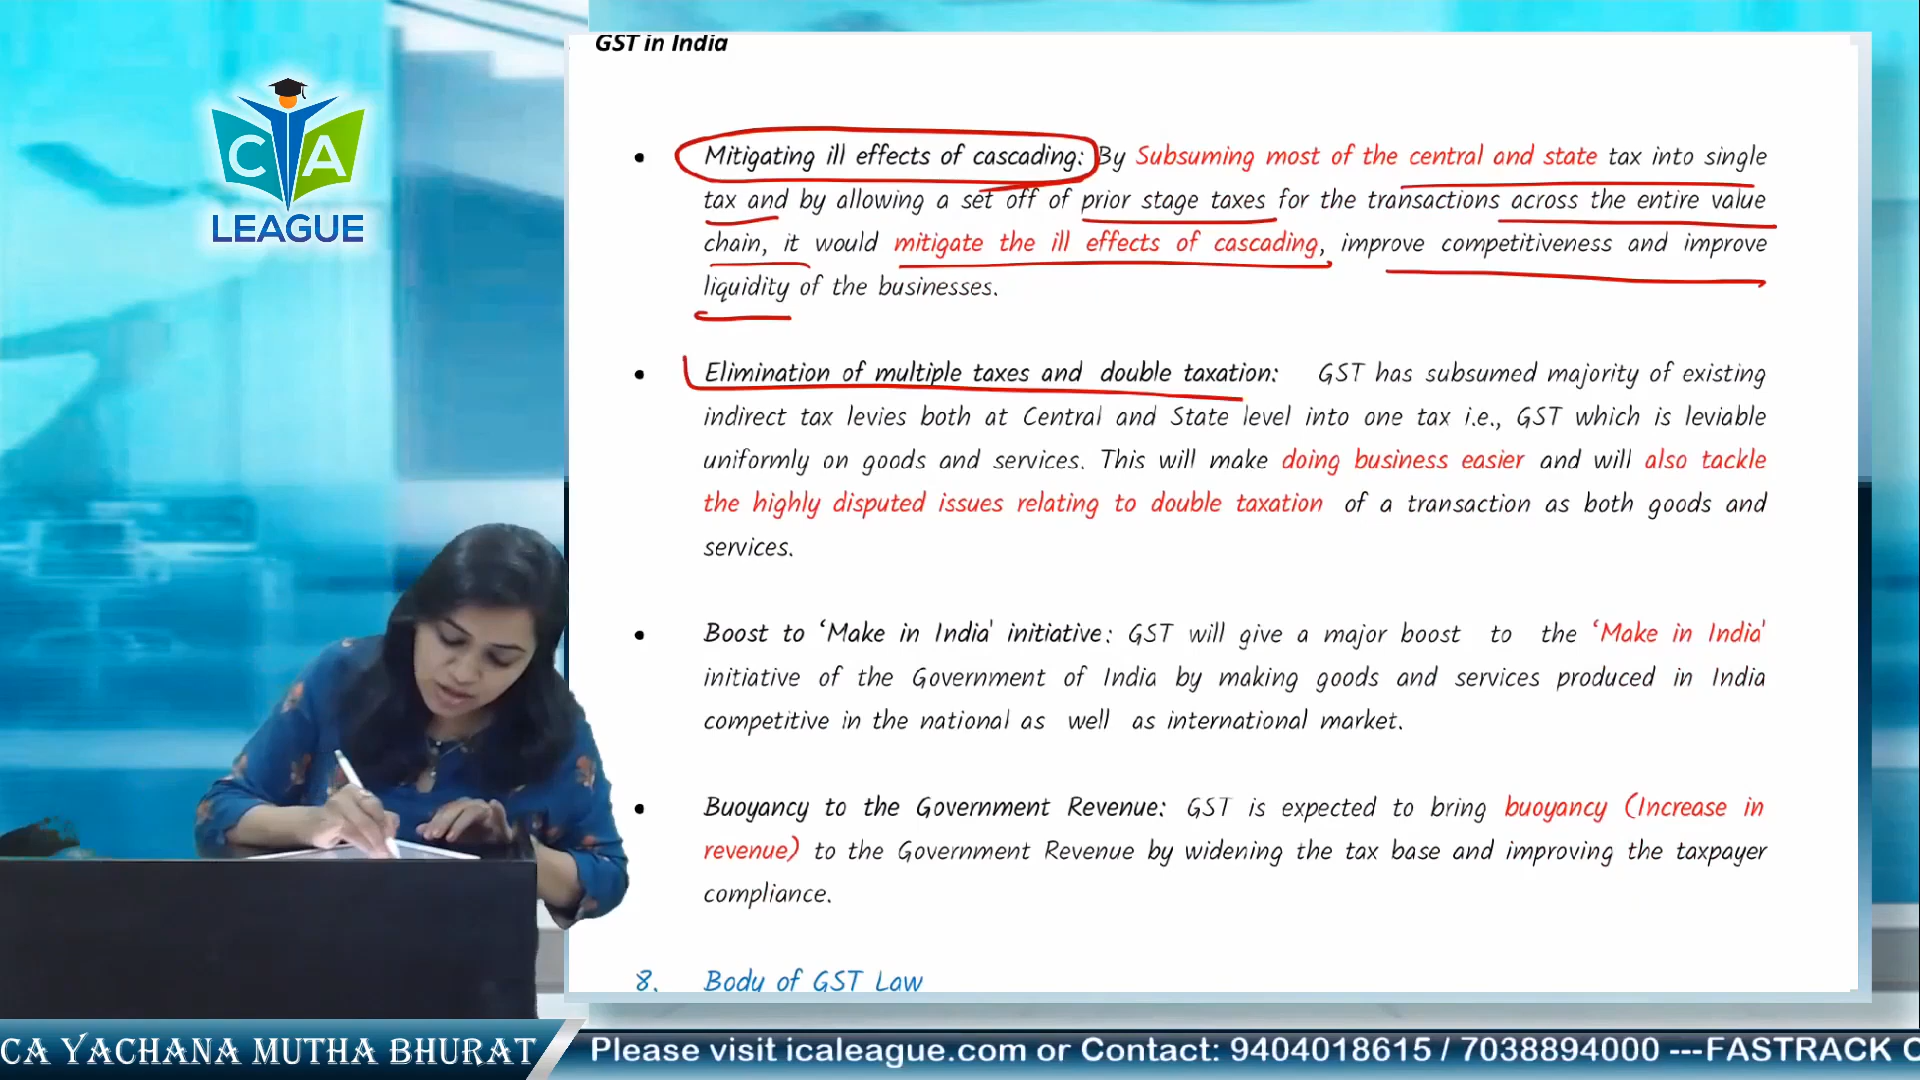 GST in India
CA
LEAGUE
• Mitigating ill effects of cascading: By Subsuming most of the central and state tax into single
tax and by allowing a set off of prior stage taxes for the transactions across the entire value
chain, it would mitigate the ill effects of cascading, improve competitiveness and improve
liquidity of the businesses.
• Elimination of multiple taxes and double taxation: GST has subsumed majority of existing
indirect tax levies both at Central and State level into one tax i.e., GST which is leviable
uniformly on goods and services. This will make doing business easier and will also tackle
the highly disputed issues relating to double taxation of a transaction as both goods and
services.
• Boost to ‘Make in India' initiative: GST will give a major boost to the ‘Make in India'
initiative of the Government of India by making goods and services produced in India
competitive in the national as well as international market.
• Buoyancy to the Government Revenue: GST is expected to bring buoyancy (Increase in
revenue) to the Government Revenue by widening the tax base and improving the taxpayer
compliance.
8. Body of GST Law
CA YACHANA MUTHA BHURAT
Please visit icaleague.com or Contact: 9404018615 / 7038894000 ---FASTRACK C